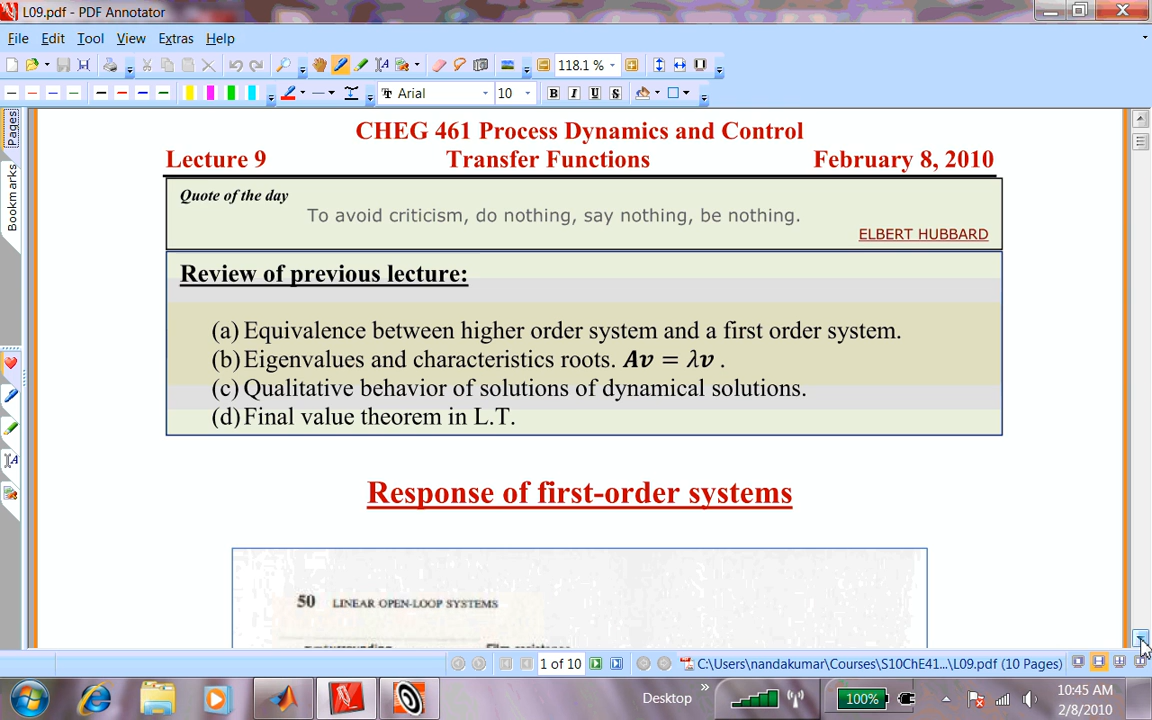 L09.pdf - PDF Annotator
File Edit Tool View Extras Help
118.1 %
Arial 10 B I U S
Pages
Bookmarks
CHEG 461 Process Dynamics and Control
Lecture 9 Transfer Functions February 8, 2010
Quote of the day
To avoid criticism, do nothing, say nothing, be nothing.
ELBERT HUBBARD
Review of previous lecture:
(a) Equivalence between higher order system and a first order system.
(b) Eigenvalues and characteristics roots. Av = λv .
(c) Qualitative behavior of solutions of dynamical solutions.
(d) Final value theorem in L.T.
Response of first-order systems
50 LINEAR OPEN-LOOP SYSTEMS
1 of 10 C:\Users\nandakumar\Courses\S10ChE41...\L09.pdf (10 Pages)
Desktop » 100% 10:45 AM
2/8/2010